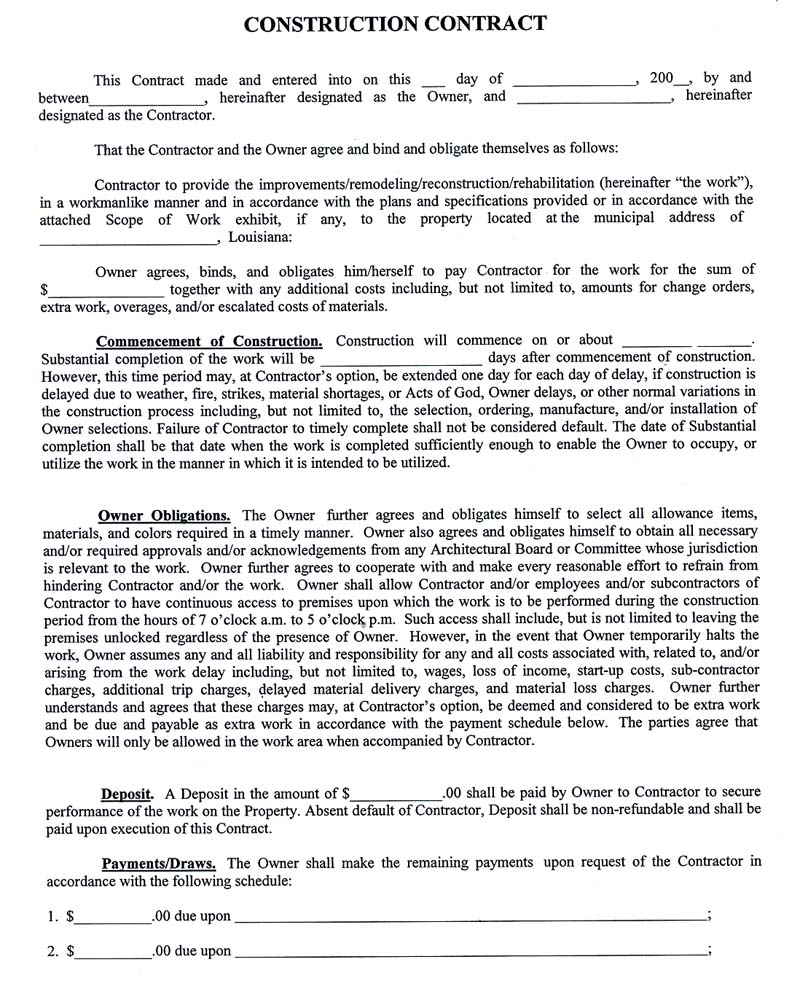 CONSTRUCTION CONTRACT
This Contract made and entered into on this ___ day of ________________, 200__, by and
between_______________, hereinafter designated as the Owner, and ____________________, hereinafter
designated as the Contractor.
That the Contractor and the Owner agree and bind and obligate themselves as follows:
Contractor to provide the improvements/remodeling/reconstruction/rehabilitation (hereinafter “the work”),
in a workmanlike manner and in accordance with the plans and specifications provided or in accordance with the
attached Scope of Work exhibit, if any, to the property located at the municipal address of
_______________________, Louisiana:
Owner agrees, binds, and obligates him/herself to pay Contractor for the work for the sum of
$_______________ together with any additional costs including, but not limited to, amounts for change orders,
extra work, overages, and/or escalated costs of materials.
Commencement of Construction. Construction will commence on or about _________ _______.
Substantial completion of the work will be _____________________ days after commencement of construction.
However, this time period may, at Contractor’s option, be extended one day for each day of delay, if construction is
delayed due to weather, fire, strikes, material shortages, or Acts of God, Owner delays, or other normal variations in
the construction process including, but not limited to, the selection, ordering, manufacture, and/or installation of
Owner selections. Failure of Contractor to timely complete shall not be considered default. The date of Substantial
completion shall be that date when the work is completed sufficiently enough to enable the Owner to occupy, or
utilize the work in the manner in which it is intended to be utilized.
Owner Obligations. The Owner further agrees and obligates himself to select all allowance items,
materials, and colors required in a timely manner. Owner also agrees and obligates himself to obtain all necessary
and/or required approvals and/or acknowledgements from any Architectural Board or Committee whose jurisdiction
is relevant to the work. Owner further agrees to cooperate with and make every reasonable effort to refrain from
hindering Contractor and/or the work. Owner shall allow Contractor and/or employees and/or subcontractors of
Contractor to have continuous access to premises upon which the work is to be performed during the construction
period from the hours of 7 o’clock a.m. to 5 o’clock p.m. Such access shall include, but is not limited to leaving the
premises unlocked regardless of the presence of Owner. However, in the event that Owner temporarily halts the
work, Owner assumes any and all liability and responsibility for any and all costs associated with, related to, and/or
arising from the work delay including, but not limited to, wages, loss of income, start-up costs, sub-contractor
charges, additional trip charges, delayed material delivery charges, and material loss charges. Owner further
understands and agrees that these charges may, at Contractor’s option, be deemed and considered to be extra work
and be due and payable as extra work in accordance with the payment schedule below. The parties agree that
Owners will only be allowed in the work area when accompanied by Contractor.
Deposit. A Deposit in the amount of $____________.00 shall be paid by Owner to Contractor to secure
performance of the work on the Property. Absent default of Contractor, Deposit shall be non-refundable and shall be
paid upon execution of this Contract.
Payments/Draws. The Owner shall make the remaining payments upon request of the Contractor in
accordance with the following schedule:
1. $__________.00 due upon ______________________________________________________________;
2. $__________.00 due upon ______________________________________________________________;